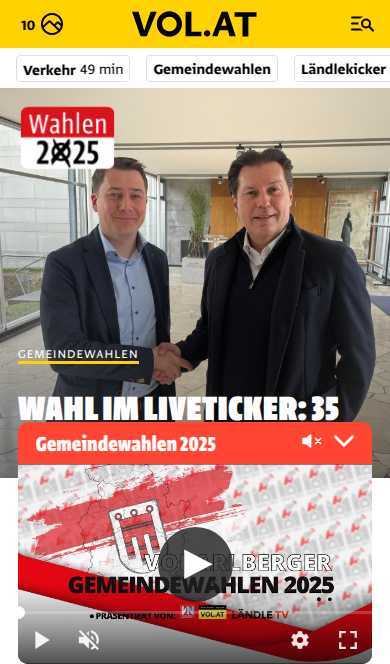 10
VOL.AT
Verkehr 49 min
Gemeindewahlen
Ländlekicker
Wahlen
2025
GEMEINDEWAHLEN
WAHL IM LIVETICKER: 35
Gemeindewahlen 2025
VORARLBERGER
GEMEINDEWAHLEN 2025
PRÄSENTIERT VON: VN VOL.AT LÄNDLE TV